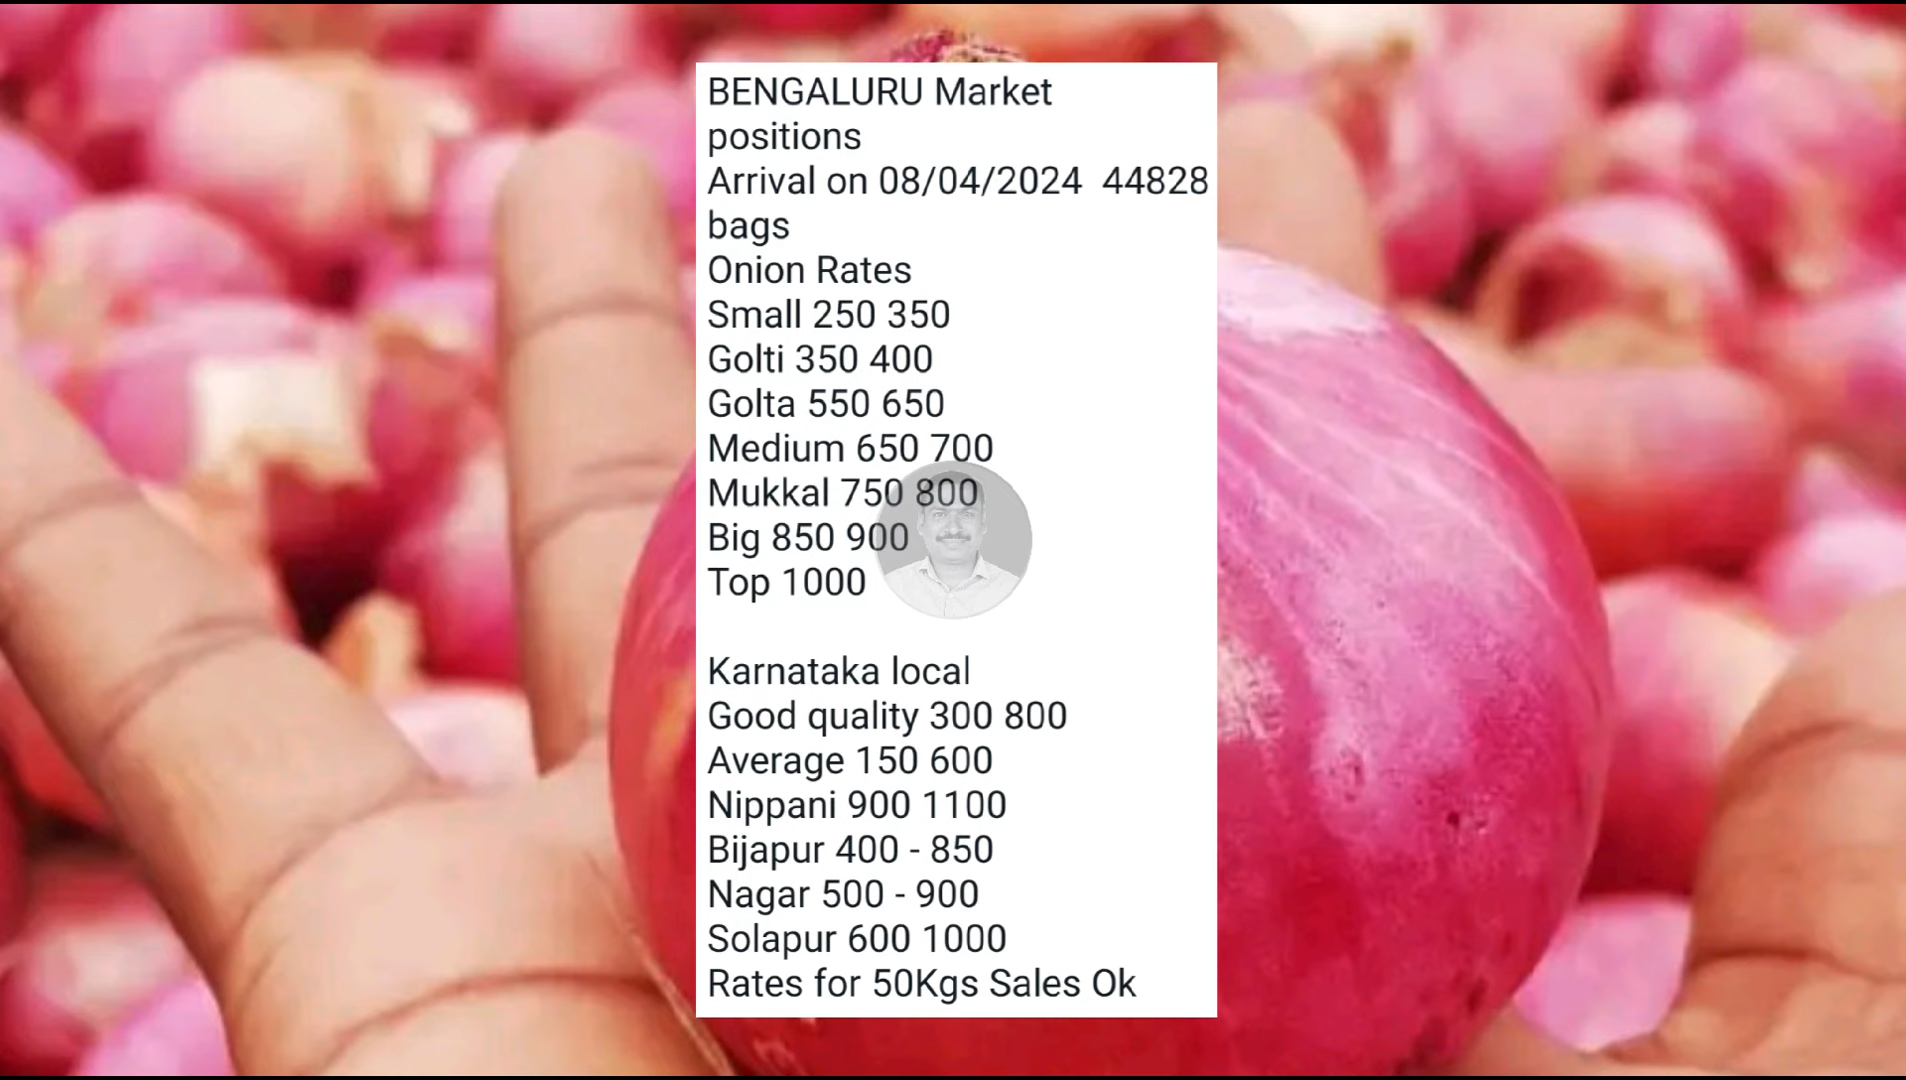 BENGALURU Market
positions
Arrival on 08/04/2024  44828
bags
Onion Rates
Small 250 350
Golti 350 400
Golta 550 650
Medium 650 700
Mukkal 750 800
Big 850 900
Top 1000
Karnataka local
Good quality 300 800
Average 150 600
Nippani 900 1100
Bijapur 400 - 850
Nagar 500 - 900
Solapur 600 1000
Rates for 50Kgs Sales Ok